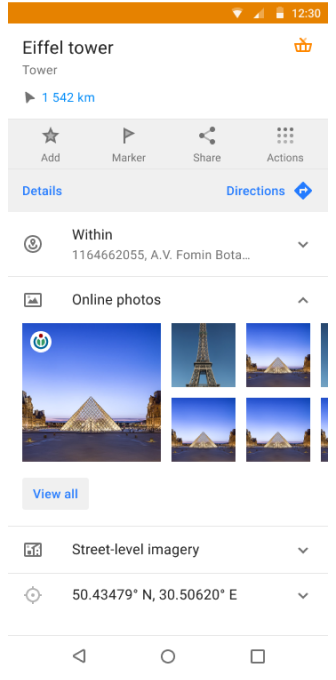 12:30
Eiffel tower
Tower
1 542 km
Add Marker Share Actions
Details Directions
Within
1164662055, A.V. Fomin Bota...
Online photos
View all
Street-level imagery
50.43479° N, 30.50620° E